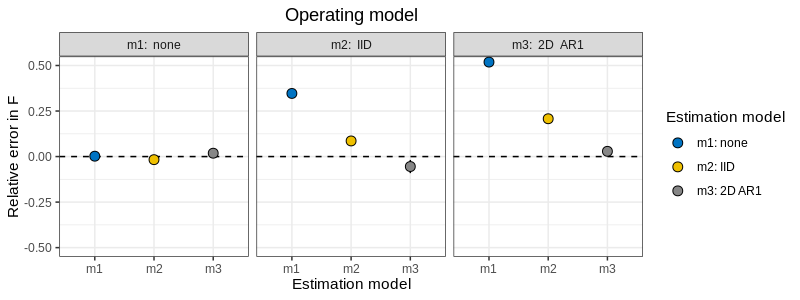 Operating model
m1: none
m2: IID
m3: 2D AR1
Relative error in F
0.50
0.25
0.00
-0.25
-0.50
m1 m2 m3
m1 m2 m3
m1 m2 m3
Estimation model
Estimation model
m1: none
m2: IID
m3: 2D AR1